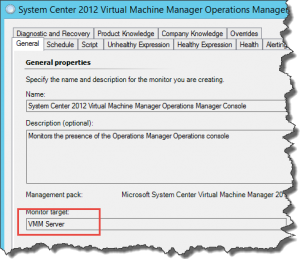 System Center 2012 Virtual Machine Manager Operations Manager
Diagnostic and Recovery Product Knowledge Company Knowledge Overrides
General Schedule Script Unhealthy Expression Healthy Expression Health Alerting
General properties
Specify the name and description for the monitor you are creating.
Name:
System Center 2012 Virtual Machine Manager Operations Manager Console
Description (optional):
Monitors the presence of the Operations Manager Operations console
Management pack: Microsoft System Center Virtual Machine Manager 20
Monitor target:
VMM Server